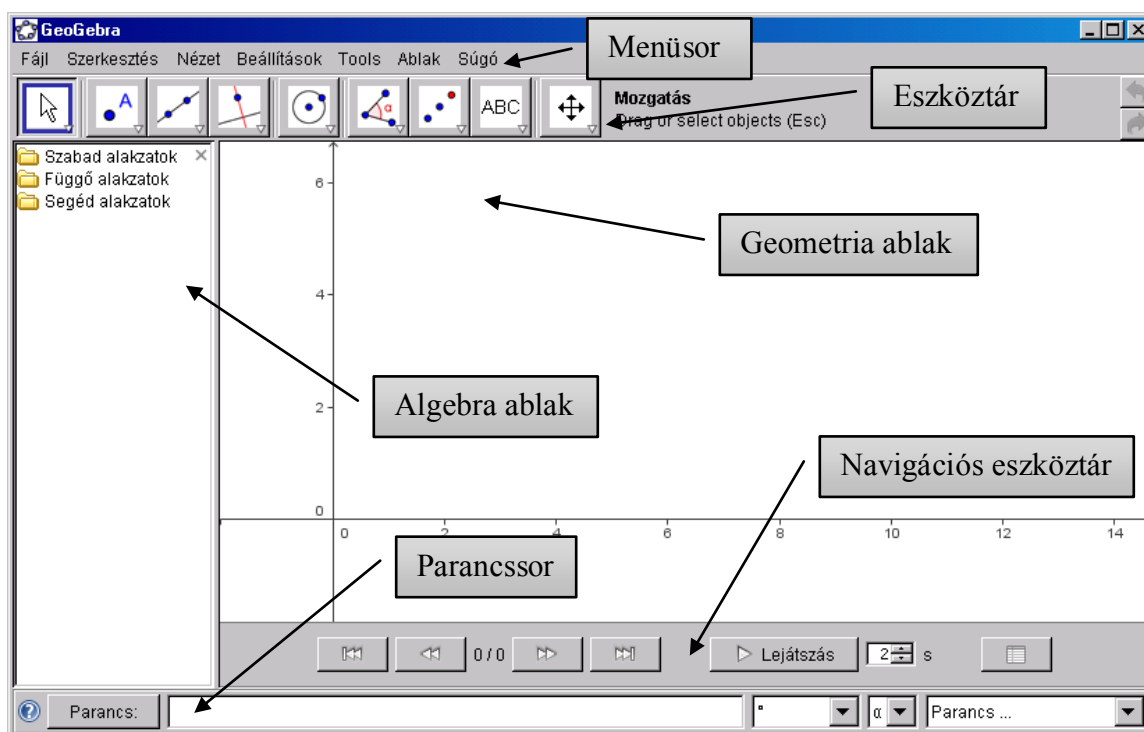 GeoGebra
Fájl Szerkesztés Nézet Beállítások Tools Ablak Súgó
Menüsor
A
α
ABC
Mozgatás
Drag or select objects (Esc)
Eszköztár
Szabad alakzatok
Függő alakzatok
Segéd alakzatok
6
Geometria ablak
4
Algebra ablak
2
Navigációs eszköztár
0
0 2 4 6 8 10 12 14
Parancssor
0 / 0 Lejátszás 2 s
Parancs: ° α Parancs ...